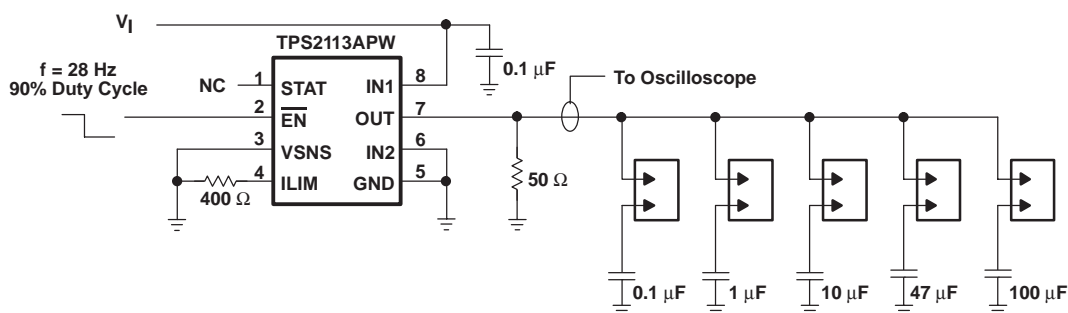 VI
TPS2113APW
f = 28 Hz
90% Duty Cycle
NC
1
STAT
IN1
8
0.1 μF
To Oscilloscope
2
EN
OUT
7
3
VSNS
IN2
6
4
ILIM
GND
5
400 Ω
50 Ω
0.1 μF
1 μF
10 μF
47 μF
100 μF